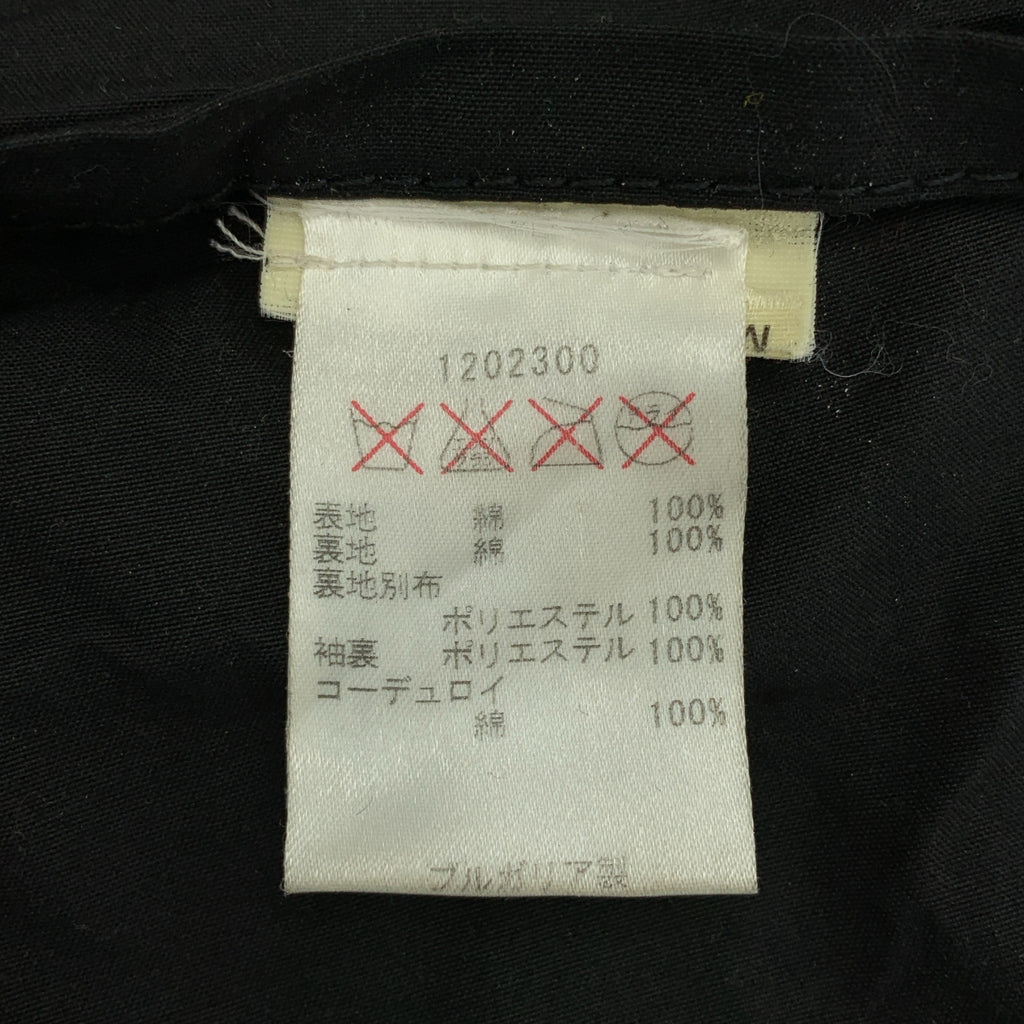 W
1202300
表地 綿 100%
裏地 綿 100%
裏地別布
ポリエステル 100%
袖裏 ポリエステル 100%
コーデュロイ
綿 100%
ブルガリア製